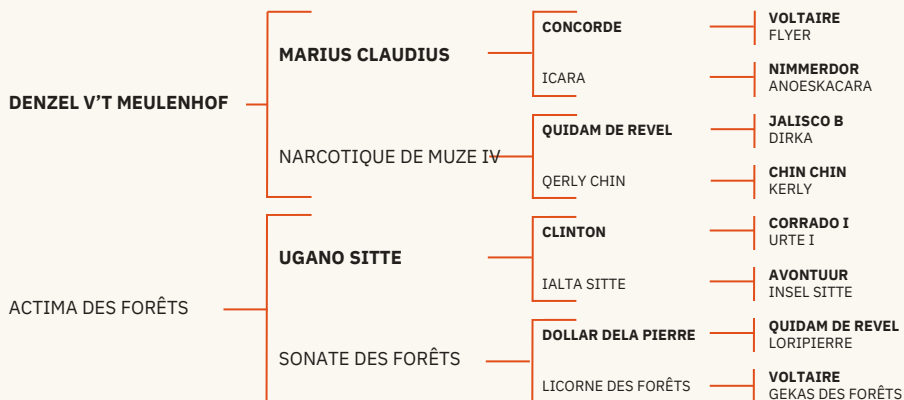 DENZEL V’T MEULENHOF
MARIUS CLAUDIUS
CONCORDE
VOLTAIRE
FLYER
ICARA
NIMMERDOR
ANOESKACARA
NARCOTIQUE DE MUZE IV
QUIDAM DE REVEL
JALISCO B
DIRKA
QERLY CHIN
CHIN CHIN
KERLY
ACTIMA DES FORÊTS
UGANO SITTE
CLINTON
CORRADO I
URTE I
IALTA SITTE
AVONTUUR
INSEL SITTE
SONATE DES FORÊTS
DOLLAR DELA PIERRE
QUIDAM DE REVEL
LORIPIERRE
LICORNE DES FORÊTS
VOLTAIRE
GEKAS DES FORÊTS